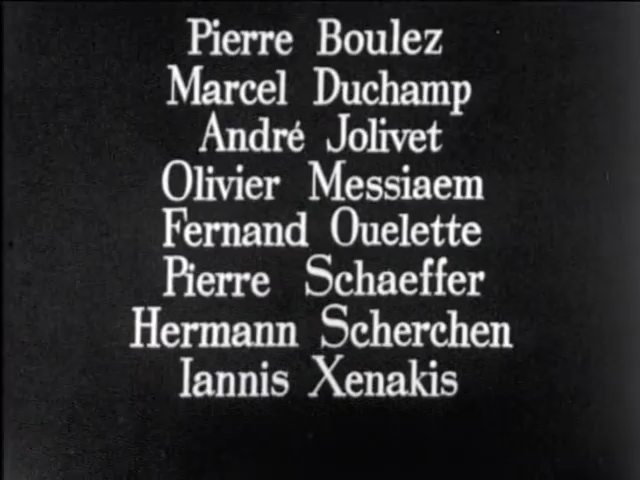 Pierre Boulez
Marcel Duchamp
André Jolivet
Olivier Messiaem
Fernand Ouelette
Pierre Schaeffer
Hermann Scherchen
Iannis Xenakis